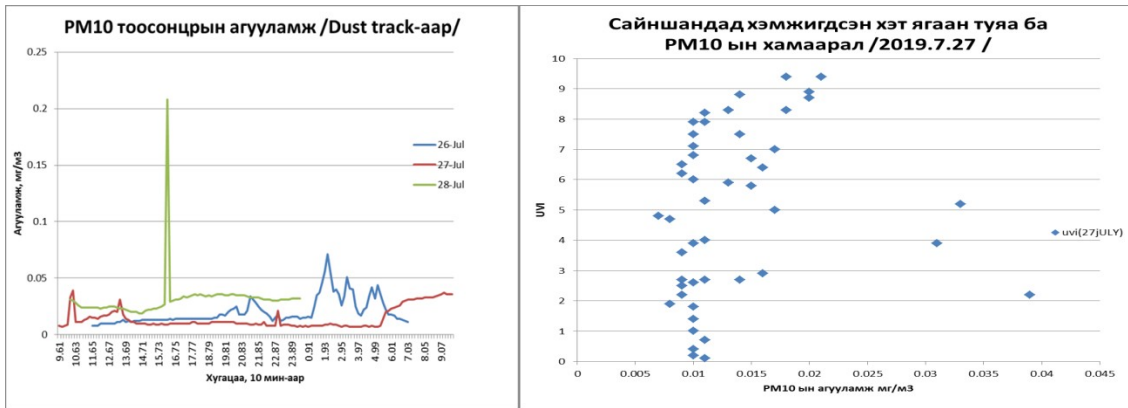 PM10 тоосонцрын агууламж /Dust track-аар/
0.25
0.2
0.15
0.1
0.05
0
Агууламж, мг/м3
26-Jul
27-Jul
28-Jul
9.61 10.63 11.65 12.67 13.69 14.71 15.73 16.75 17.77 18.79 19.81 20.83 21.85 22.87 23.89 0.91 1.93 2.95 3.97 4.99 6.01 7.03 8.05 9.07
Хугацаа, 10 мин-аар
Сайншандад хэмжигдсэн хэт ягаан туяа ба
PM10 ын хамаарал /2019.7.27 /
10
9
8
7
6
5
4
3
2
1
0
UVI
uvi(27jULY)
0 0.005 0.01 0.015 0.02 0.025 0.03 0.035 0.04 0.045
PM10 ын агууламж мг/м3